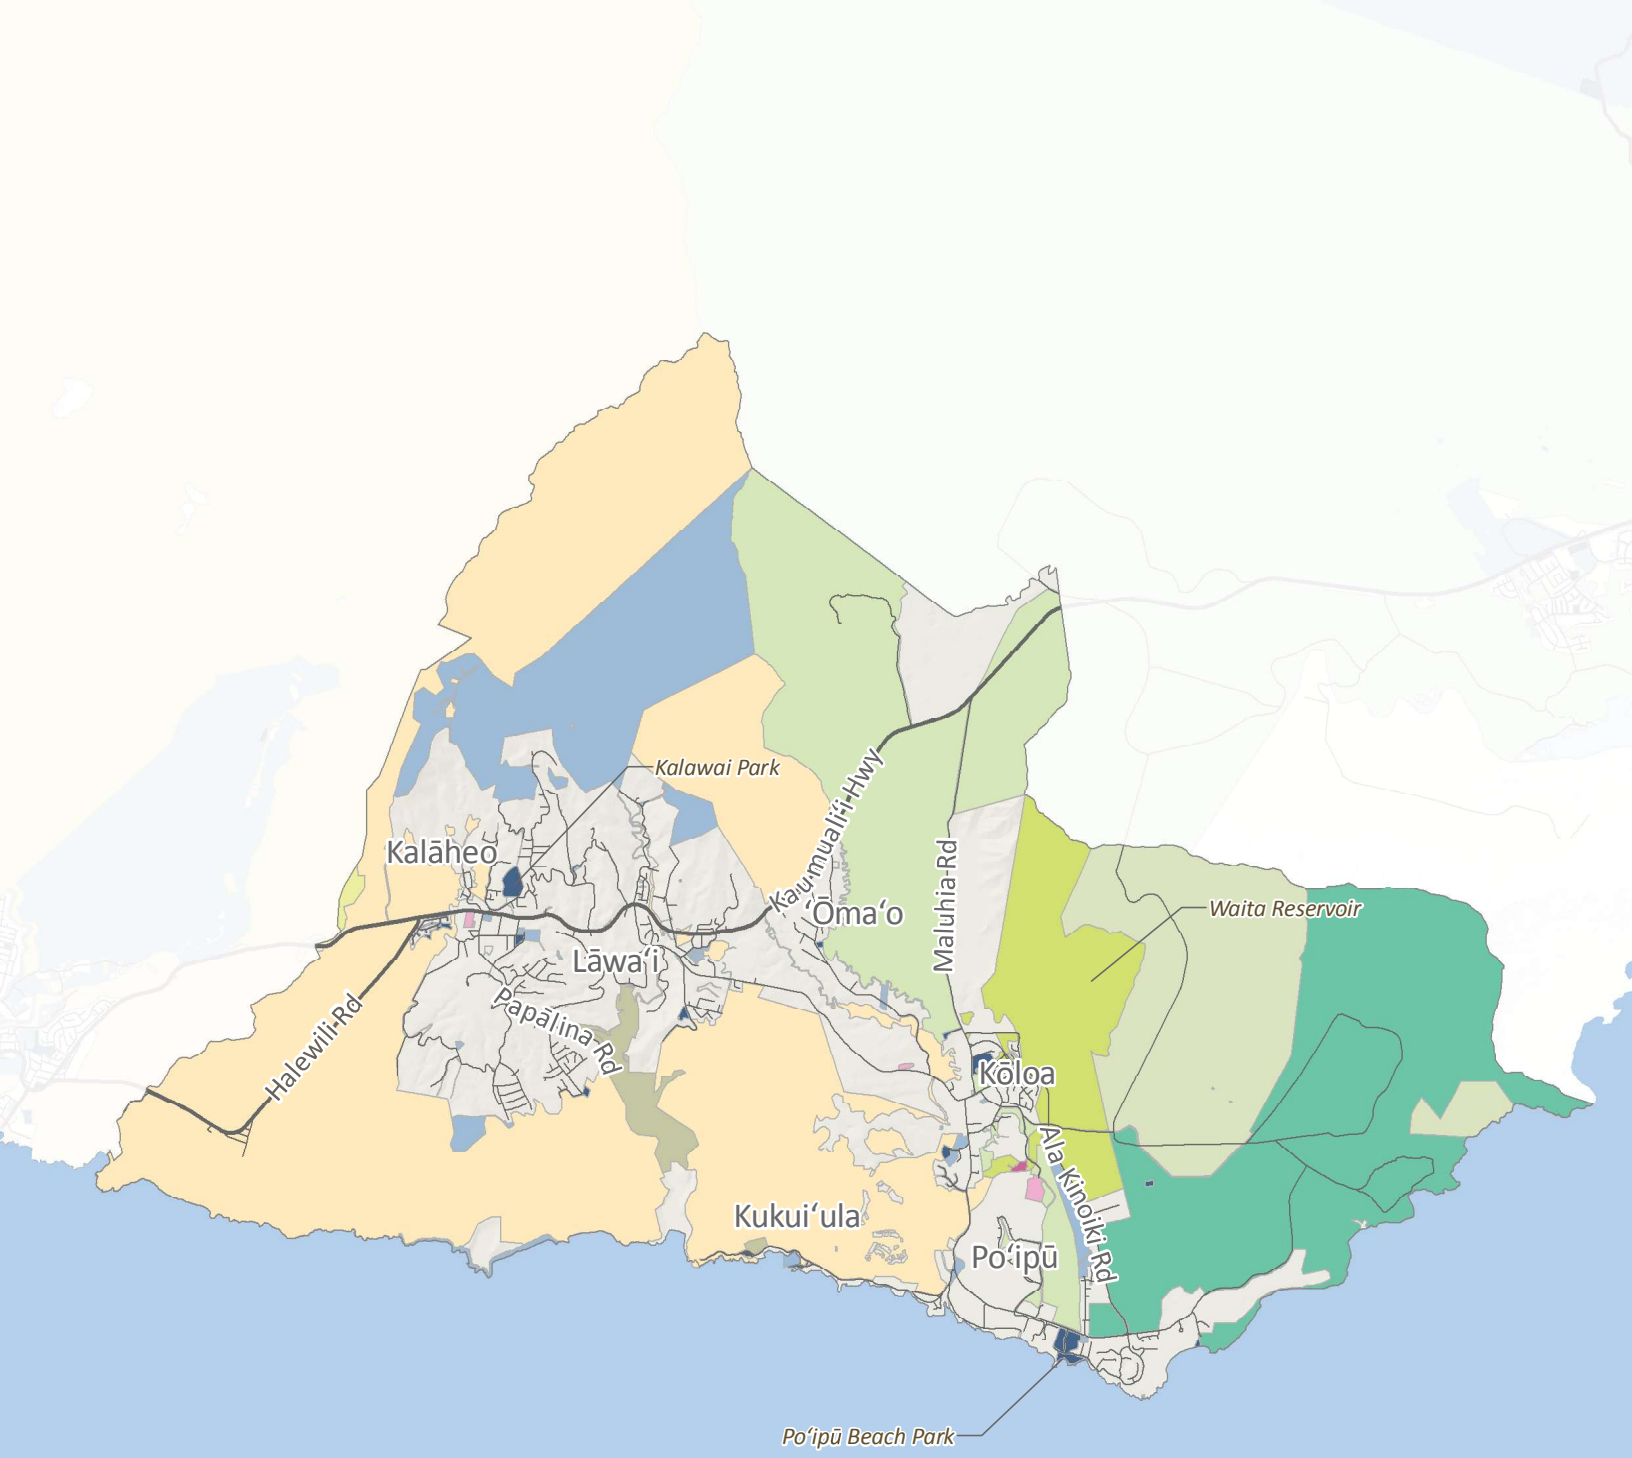 Kalawai Park
Kalāheo
Kaumualiʻi Hwy
ʻŌmaʻo
Maluhia Rd
Waita Reservoir
Lāwaʻi
Papālina Rd
Halewili Rd
Kōloa
Ala Kinoiki Rd
Kukuiʻula
Poʻipū
Poʻipū Beach Park